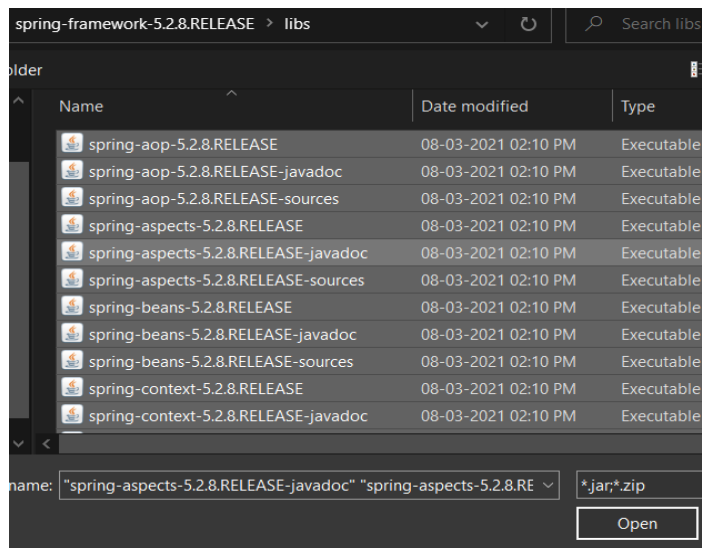 spring-framework-5.2.8.RELEASE > libs Search libs
older
Name Date modified Type
spring-aop-5.2.8.RELEASE 08-03-2021 02:10 PM Executable
spring-aop-5.2.8.RELEASE-javadoc 08-03-2021 02:10 PM Executable
spring-aop-5.2.8.RELEASE-sources 08-03-2021 02:10 PM Executable
spring-aspects-5.2.8.RELEASE 08-03-2021 02:10 PM Executable
spring-aspects-5.2.8.RELEASE-javadoc 08-03-2021 02:10 PM Executable
spring-aspects-5.2.8.RELEASE-sources 08-03-2021 02:10 PM Executable
spring-beans-5.2.8.RELEASE 08-03-2021 02:10 PM Executable
spring-beans-5.2.8.RELEASE-javadoc 08-03-2021 02:10 PM Executable
spring-beans-5.2.8.RELEASE-sources 08-03-2021 02:10 PM Executable
spring-context-5.2.8.RELEASE 08-03-2021 02:10 PM Executable
spring-context-5.2.8.RELEASE-javadoc 08-03-2021 02:10 PM Executable
name: "spring-aspects-5.2.8.RELEASE-javadoc" "spring-aspects-5.2.8.RE *.jar;*.zip
Open